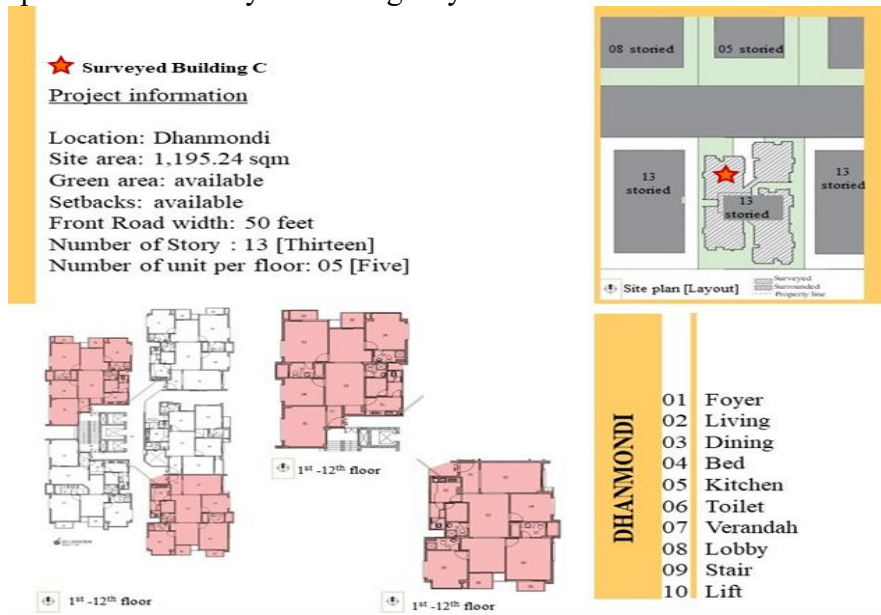 Surveyed Building C
Project information
Location: Dhanmondi
Site area: 1,195.24 sqm
Green area: available
Setbacks: available
Front Road width: 50 feet
Number of Story : 13 [Thirteen]
Number of unit per floor: 05 [Five]
08 storied
05 storied
13
storied
13
storied
13
storied
Site plan [Layout]
Surveyed
Surrounded
Property line
1st -12th floor
1st -12th floor
1st -12th floor
DHANMONDI
01 Foyer
02 Living
03 Dining
04 Bed
05 Kitchen
06 Toilet
07 Verandah
08 Lobby
09 Stair
10 Lift